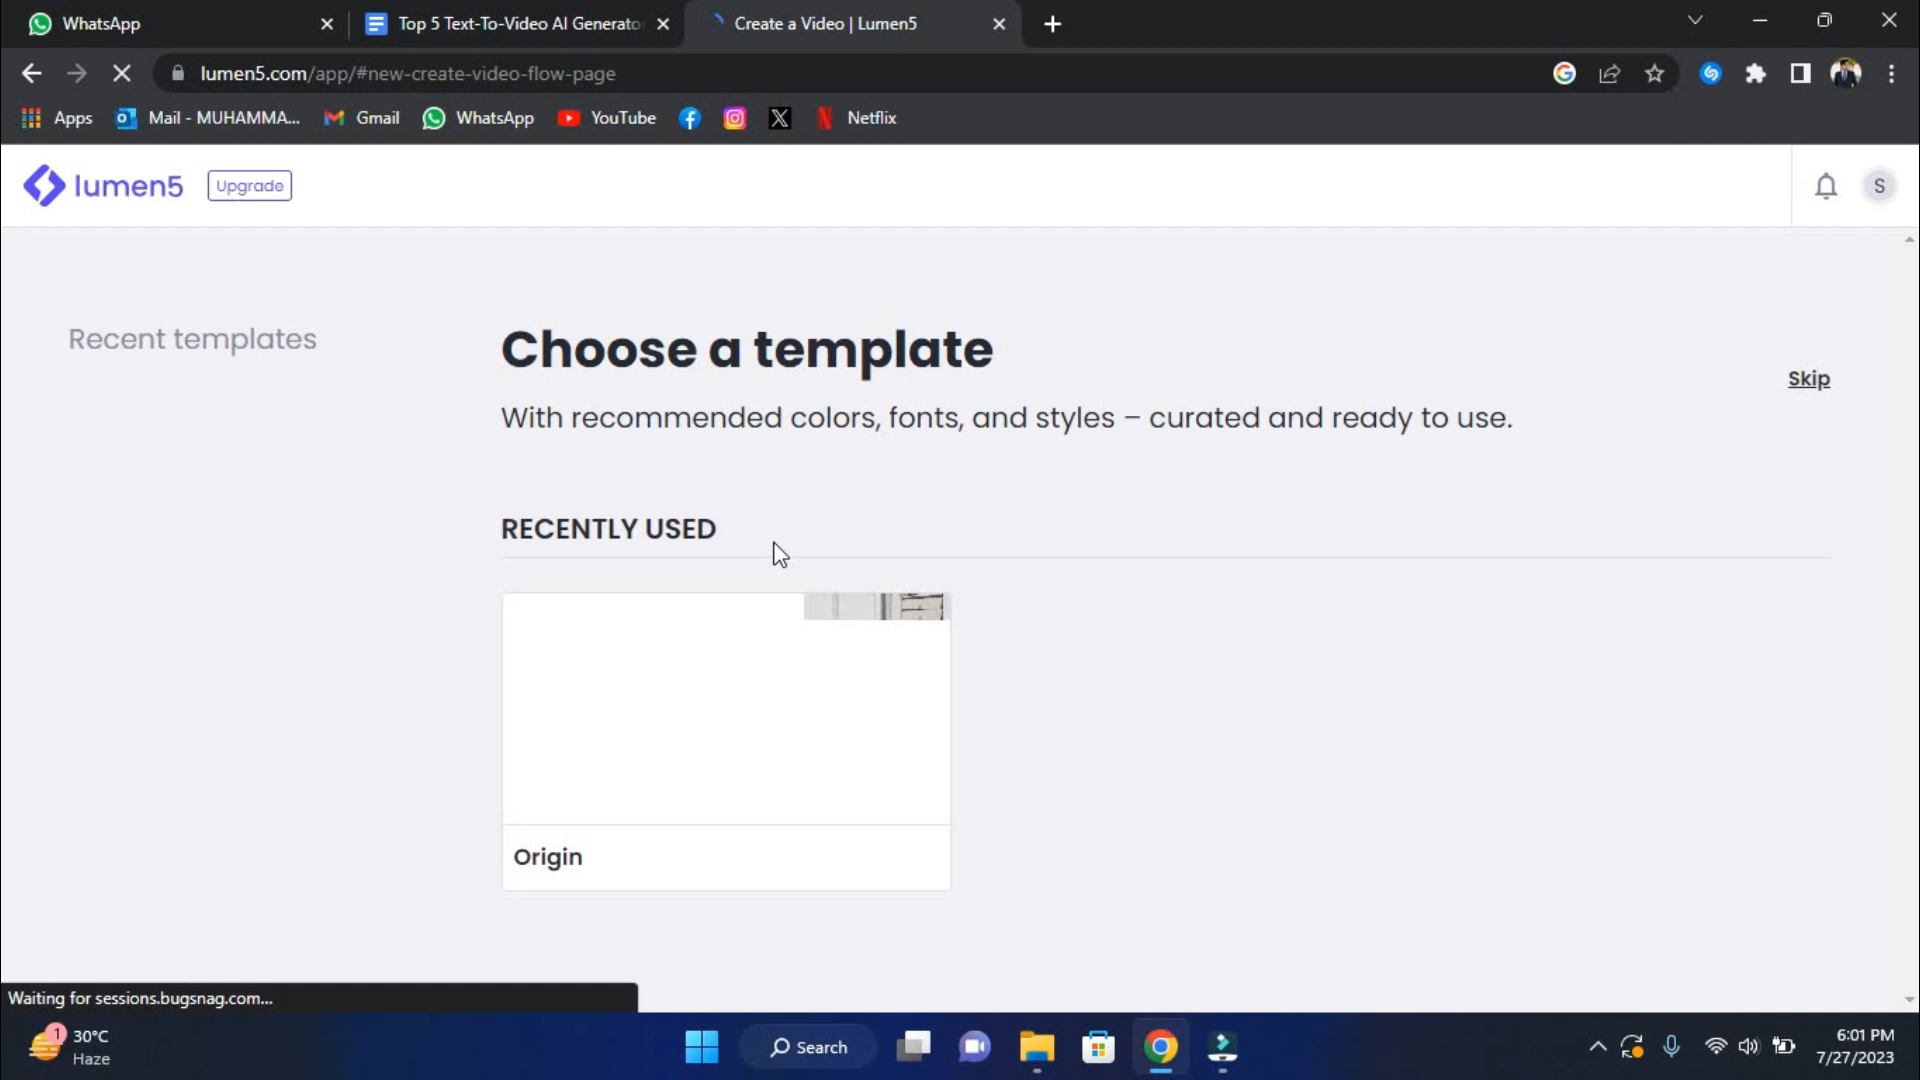 WhatsApp
Top 5 Text-To-Video AI Generato
Create a Video | Lumen5
lumen5.com/app/#new-create-video-flow-page
Apps
Mail - MUHAMMA...
Gmail
WhatsApp
YouTube
Netflix
lumen5
Upgrade
S
Recent templates
Choose a template
Skip
With recommended colors, fonts, and styles – curated and ready to use.
RECENTLY USED
Origin
Waiting for sessions.bugsnag.com...
1
30°C
Haze
Search
6:01 PM
7/27/2023